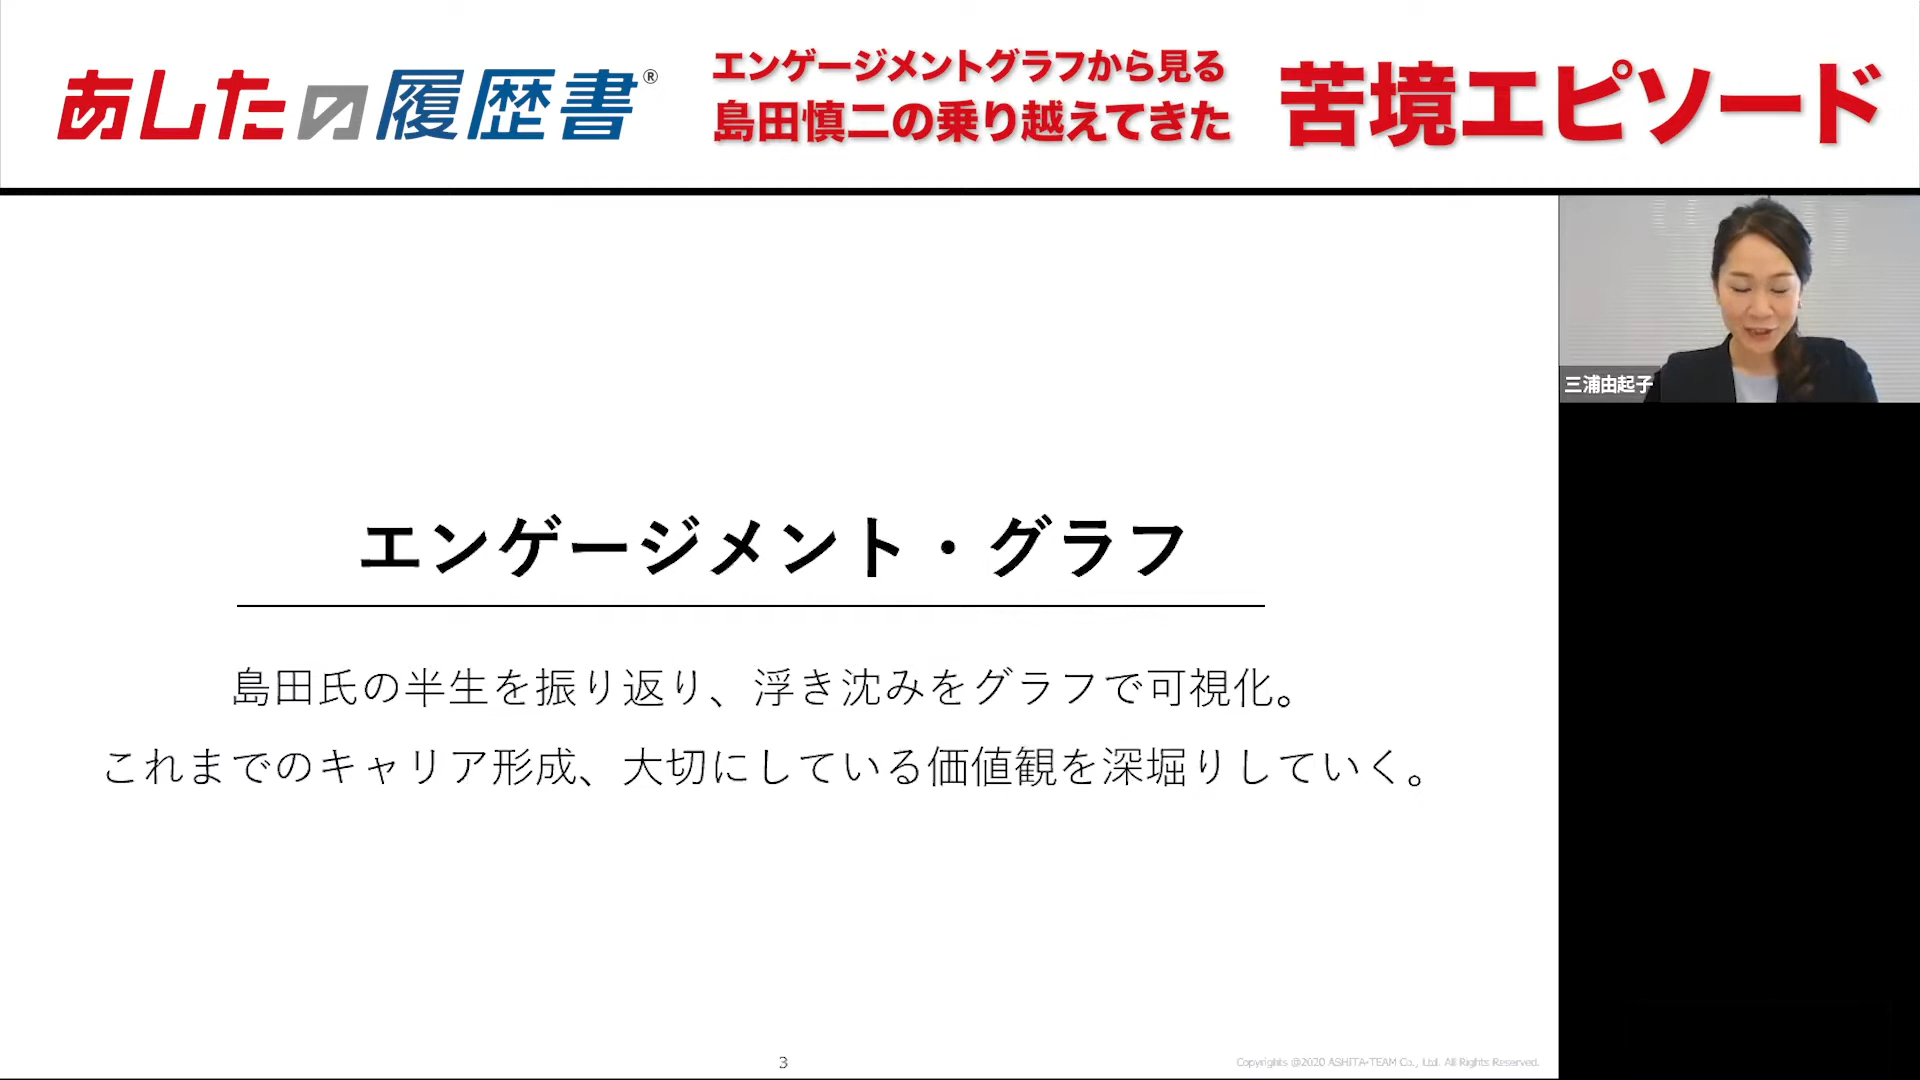 あしたの履歴書®
エンゲージメントグラフから見る
島田慎二の乗り越えてきた
苦境エピソード
三浦由起子
エンゲージメント・グラフ
島田氏の半生を振り返り、浮き沈みをグラフで可視化。
これまでのキャリア形成、大切にしている価値観を深堀りしていく。
3
Copyrights @2020 ASHITA-TEAM Co., Ltd. All Rights Reserved.